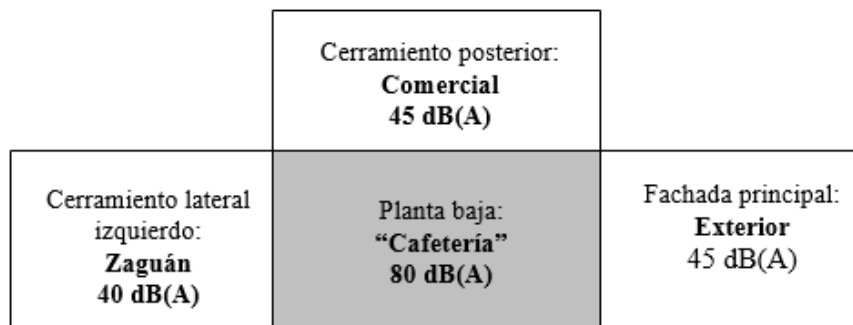 Cerramiento posterior:
Comercial
45 dB(A)
Cerramiento lateral
izquierdo:
Zaguán
40 dB(A)
Planta baja:
“Cafetería”
80 dB(A)
Fachada principal:
Exterior
45 dB(A)